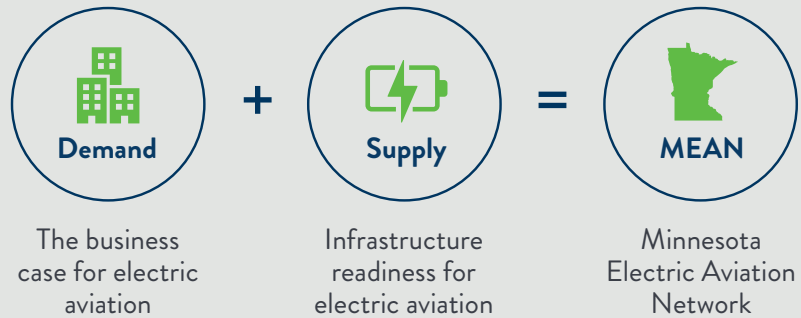 Demand
+
Supply
=
MEAN
The business
case for electric
aviation
Infrastructure
readiness for
electric aviation
Minnesota
Electric Aviation
Network